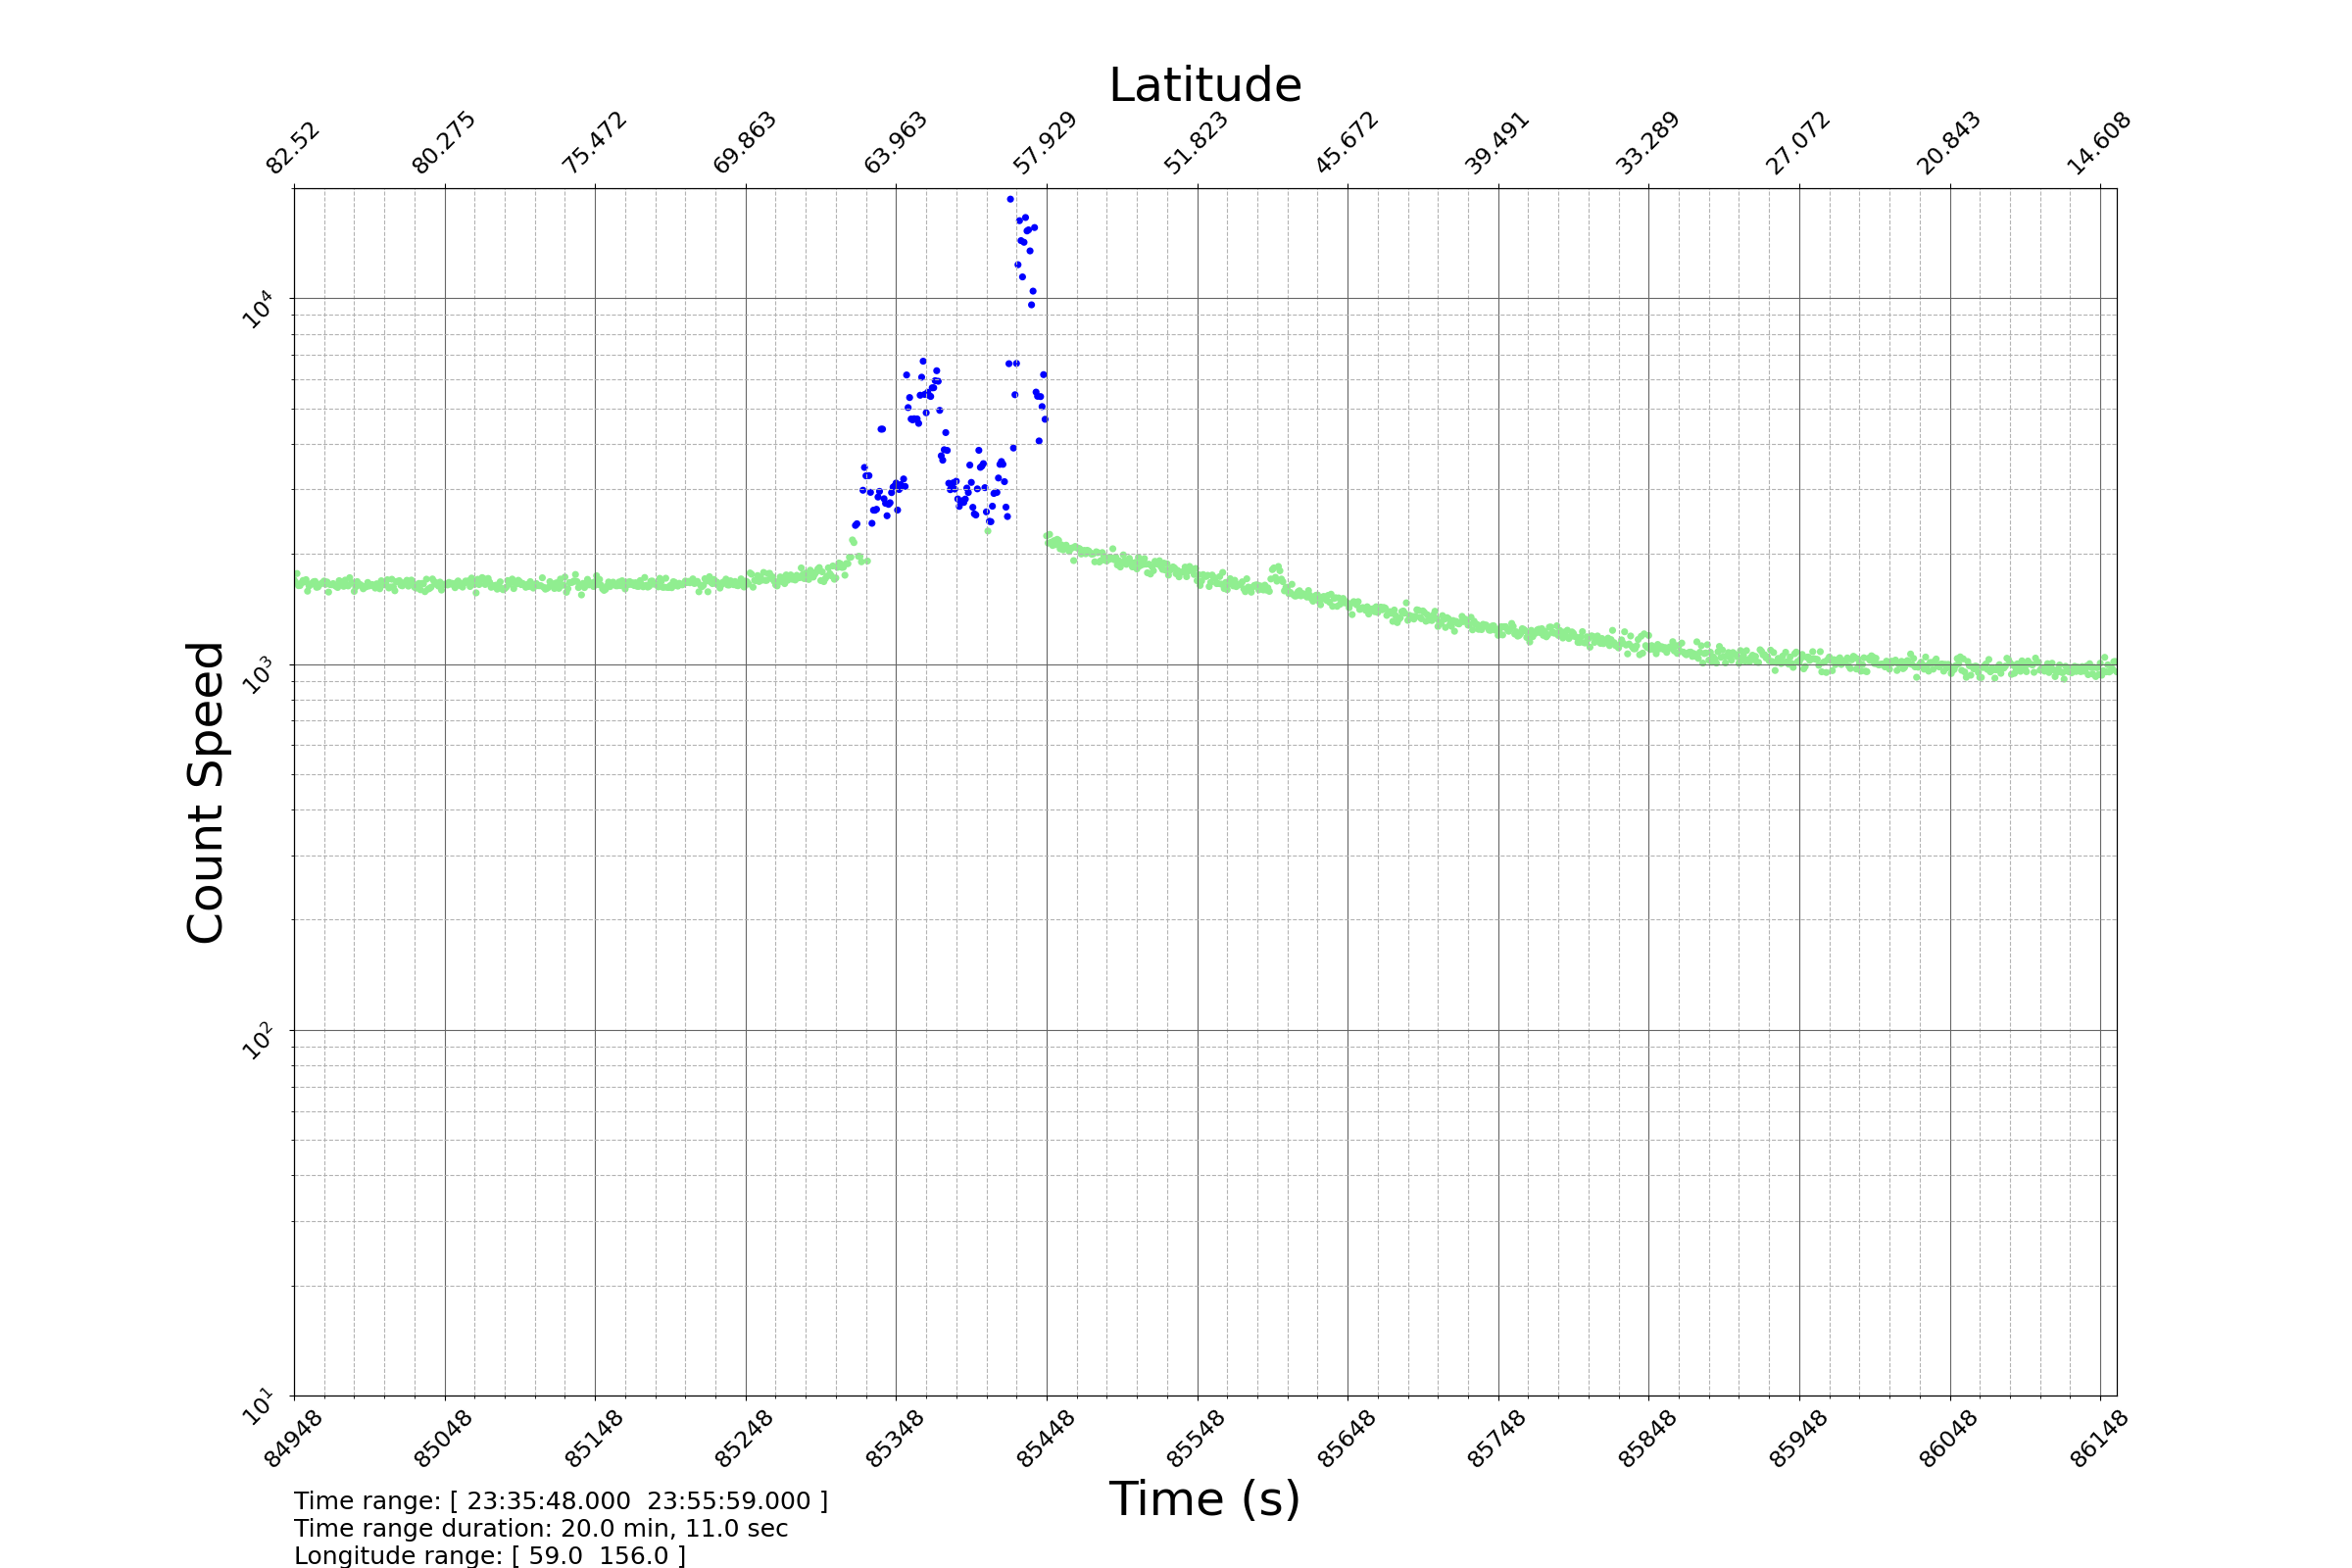 Latitude
82.52 80.275 75.472 69.863 63.963 57.929 51.823 45.672 39.491 33.289 27.072 20.843 14.608
10⁴
10³
10²
10¹
Count Speed
84948 85048 85148 85248 85348 85448 85548 85648 85748 85848 85948 86048 86148
Time (s)
Time range: [ 23:35:48.000  23:55:59.000 ]
Time range duration: 20.0 min, 11.0 sec
Longitude range: [ 59.0  156.0 ]